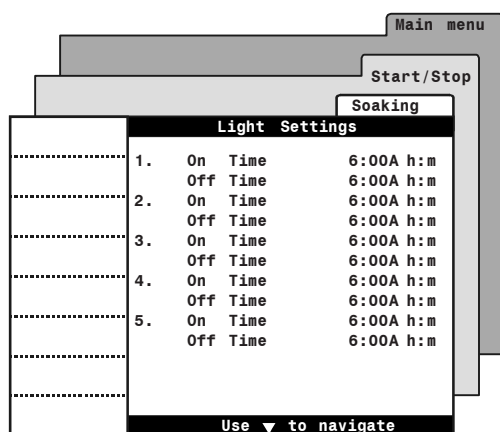 Main menu
Start/Stop
Soaking
Light Settings
1. On Time 6:00A h:m
Off Time 6:00A h:m
2. On Time 6:00A h:m
Off Time 6:00A h:m
3. On Time 6:00A h:m
Off Time 6:00A h:m
4. On Time 6:00A h:m
Off Time 6:00A h:m
5. On Time 6:00A h:m
Off Time 6:00A h:m
Use ▼ to navigate